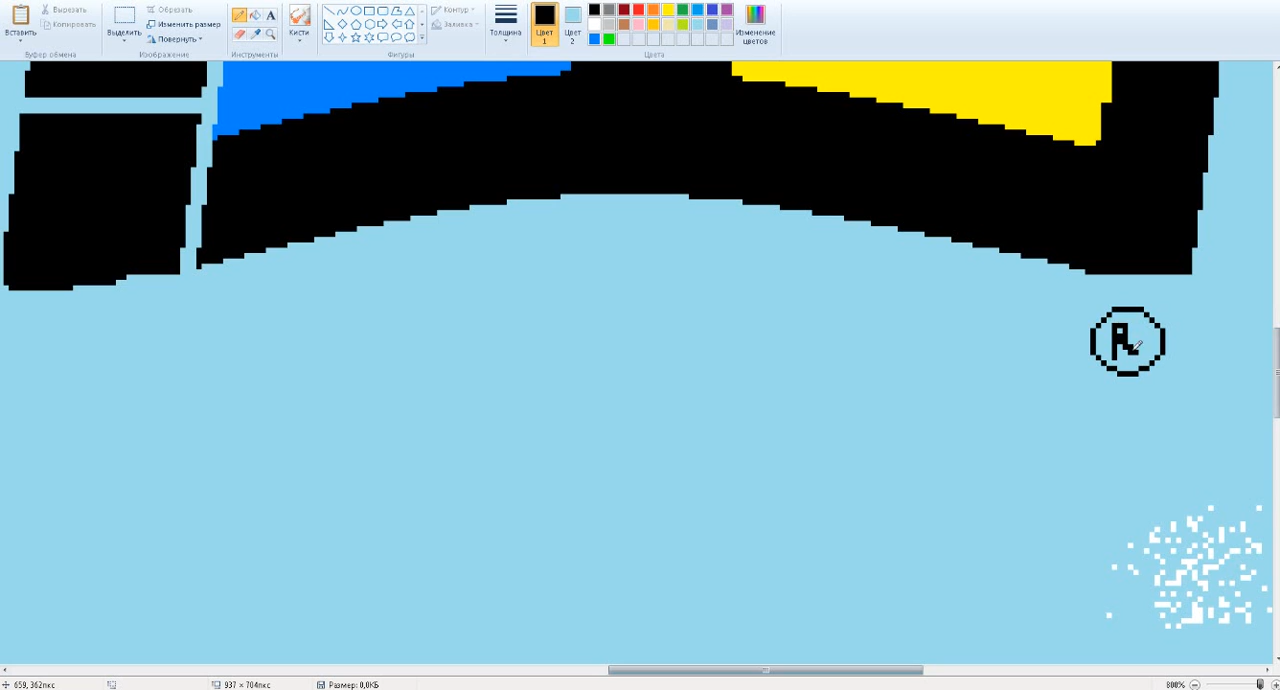 Вставить
Вырезать
Копировать
Буфер обмена
Выделить
Обрезать
Изменить размер
Повернуть
Изображение
A
Инструменты
Кисти
Контур
Заливка
Фигуры
Толщина
Цвет 1
Цвет 2
Изменение цветов
Цвета
R
659, 362пкс
937 × 704пкс
Размер: 0,0КБ
800%